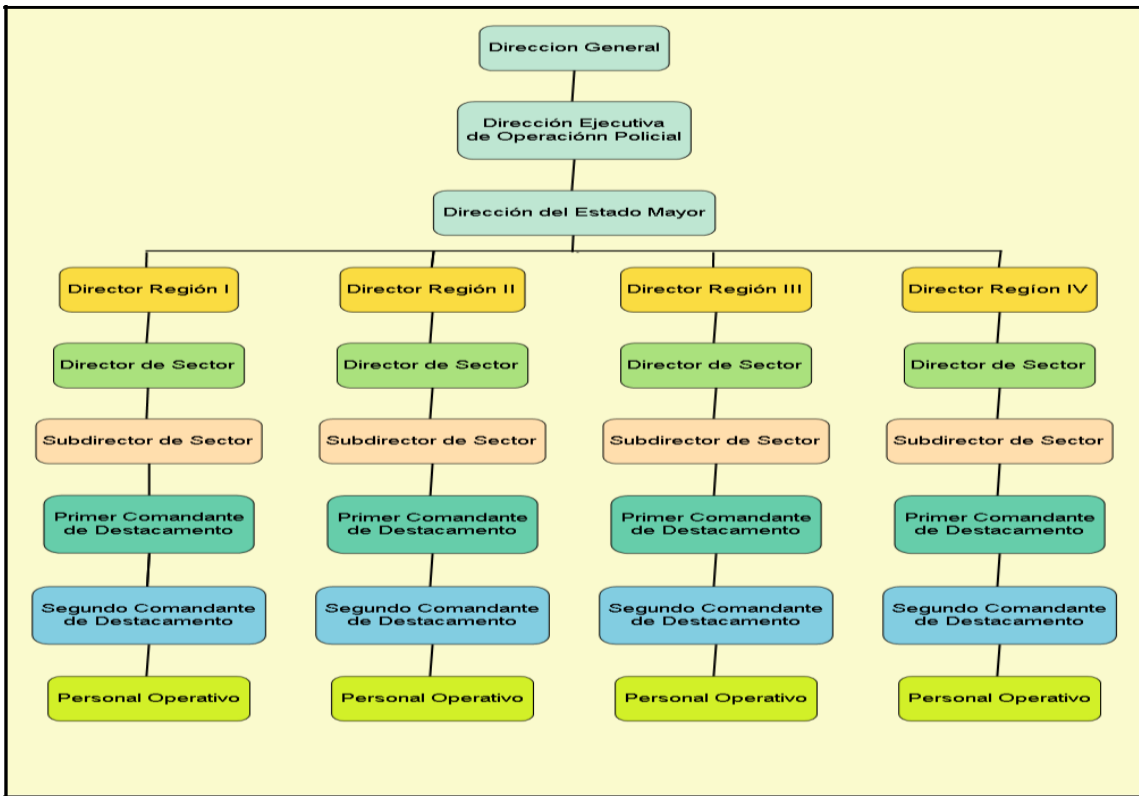 Direccion General
Dirección Ejecutiva
de Operaciónn Policial
Dirección del Estado Mayor
Director Región I
Director Región II
Director Región III
Director Regíon IV
Director de Sector
Director de Sector
Director de Sector
Director de Sector
Subdirector de Sector
Subdirector de Sector
Subdirector de Sector
Subdirector de Sector
Primer Comandante
de Destacamento
Primer Comandante
de Destacamento
Primer Comandante
de Destacamento
Primer Comandante
de Destacamento
Segundo Comandante
de Destacamento
Segundo Comandante
de Destacamento
Segundo Comandante
de Destacamento
Segundo Comandante
de Destacamento
Personal Operativo
Personal Operativo
Personal Operativo
Personal Operativo